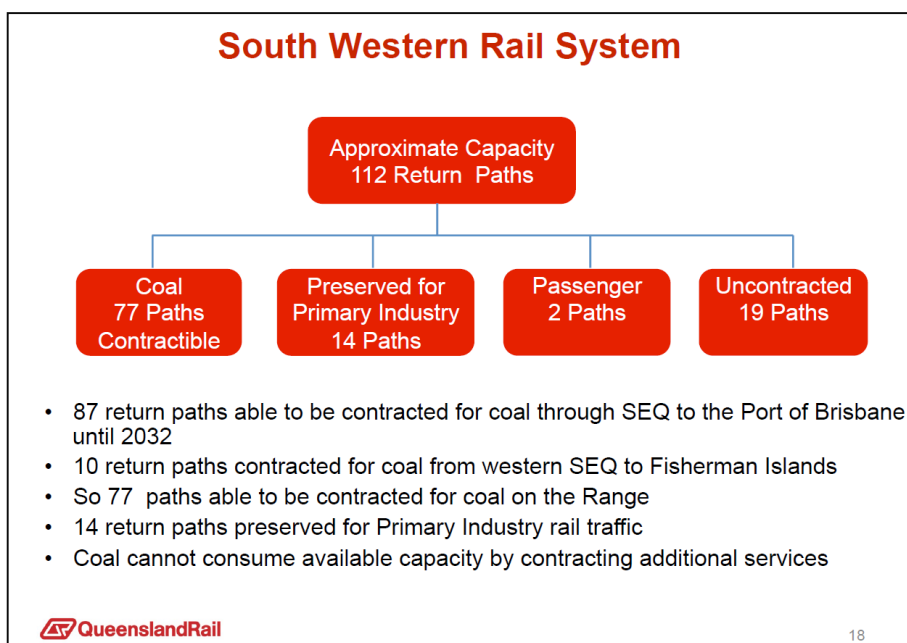 South Western Rail System
Approximate Capacity
112 Return Paths
Coal
77 Paths
Contractible
Preserved for
Primary Industry
14 Paths
Passenger
2 Paths
Uncontracted
19 Paths
• 87 return paths able to be contracted for coal through SEQ to the Port of Brisbane
until 2032
• 10 return paths contracted for coal from western SEQ to Fisherman Islands
• So 77 paths able to be contracted for coal on the Range
• 14 return paths preserved for Primary Industry rail traffic
• Coal cannot consume available capacity by contracting additional services
QueenslandRail
18